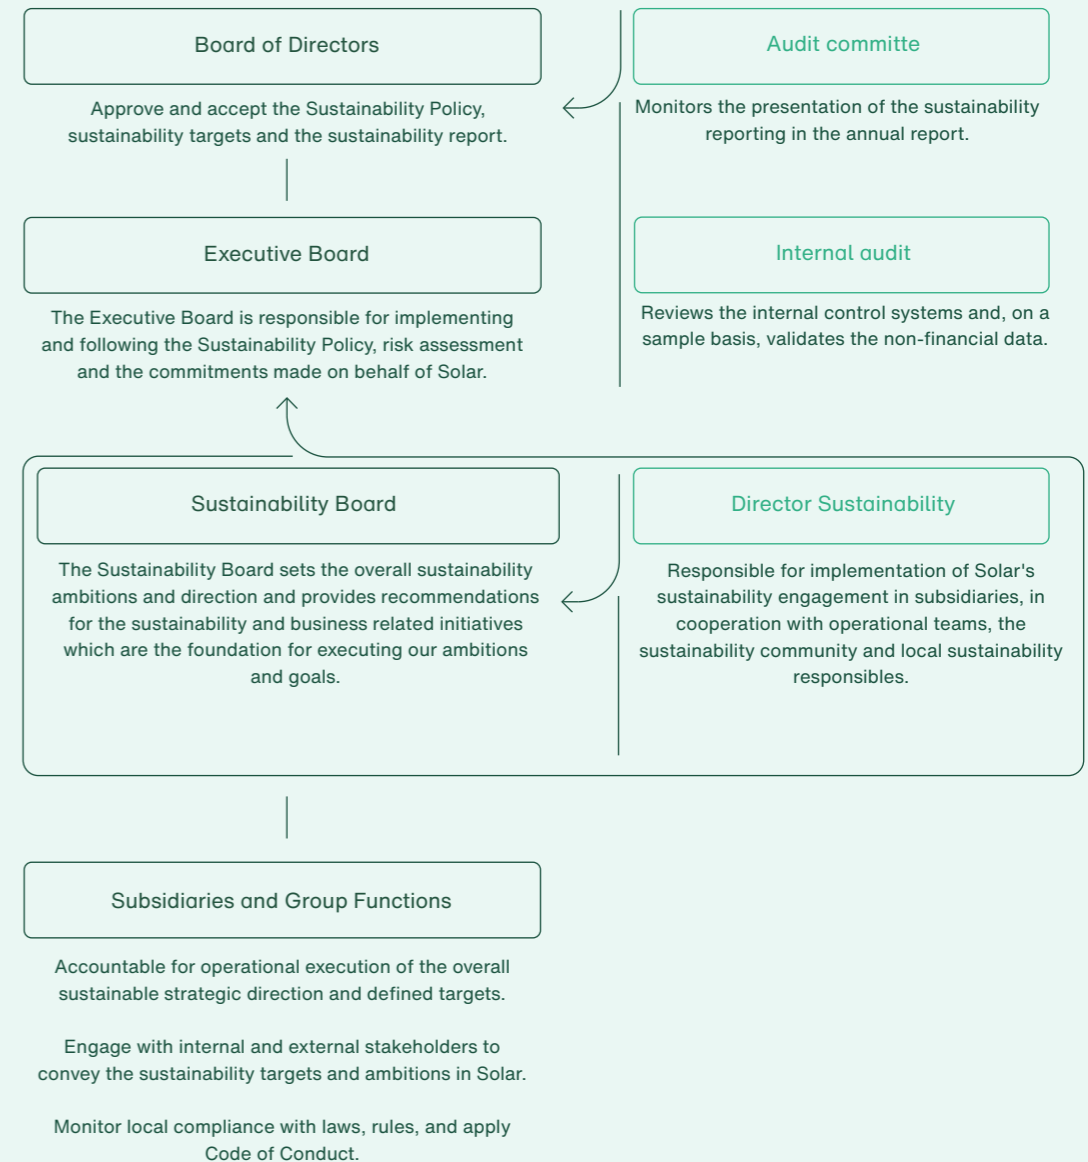 Board of Directors
Approve and accept the Sustainability Policy,
sustainability targets and the sustainability report.
Audit committe
Monitors the presentation of the sustainability
reporting in the annual report.
Executive Board
The Executive Board is responsible for implementing
and following the Sustainability Policy, risk assessment
and the commitments made on behalf of Solar.
Internal audit
Reviews the internal control systems and, on a
sample basis, validates the non-financial data.
Sustainability Board
The Sustainability Board sets the overall sustainability
ambitions and direction and provides recommendations
for the sustainability and business related initiatives
which are the foundation for executing our ambitions
and goals.
Director Sustainability
Responsible for implementation of Solar's
sustainability engagement in subsidiaries, in
cooperation with operational teams, the
sustainability community and local sustainability
responsibles.
Subsidiaries and Group Functions
Accountable for operational execution of the overall
sustainable strategic direction and defined targets.
Engage with internal and external stakeholders to
convey the sustainability targets and ambitions in Solar.
Monitor local compliance with laws, rules, and apply
Code of Conduct.